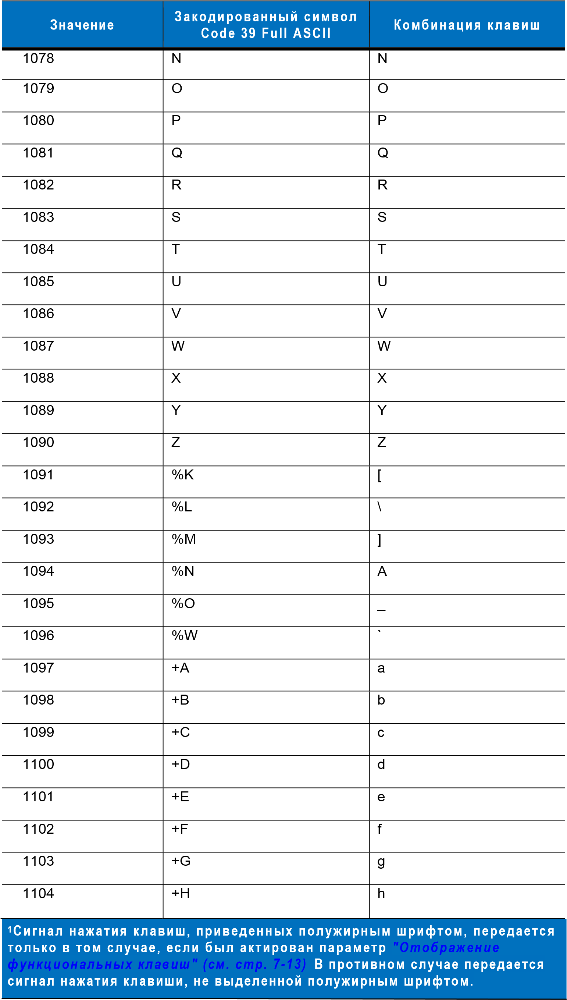 Значение Закодированный символ Комбинация клавиш
Code 39 Full ASCII
1078 N N
1079 O O
1080 P P
1081 Q Q
1082 R R
1083 S S
1084 T T
1085 U U
1086 V V
1087 W W
1088 X X
1089 Y Y
1090 Z Z
1091 %K [
1092 %L \
1093 %M ]
1094 %N A
1095 %O _
1096 %W `
1097 +A a
1098 +B b
1099 +C c
1100 +D d
1101 +E e
1102 +F f
1103 +G g
1104 +H h
¹Сигнал нажатия клавиш, приведенных полужирным шрифтом, передается
только в том случае, если был актирован параметр "Отображение
функциональных клавиш" (см. стр. 7-13). В противном случае передается
сигнал нажатия клавиши, не выделенной полужирным шрифтом.